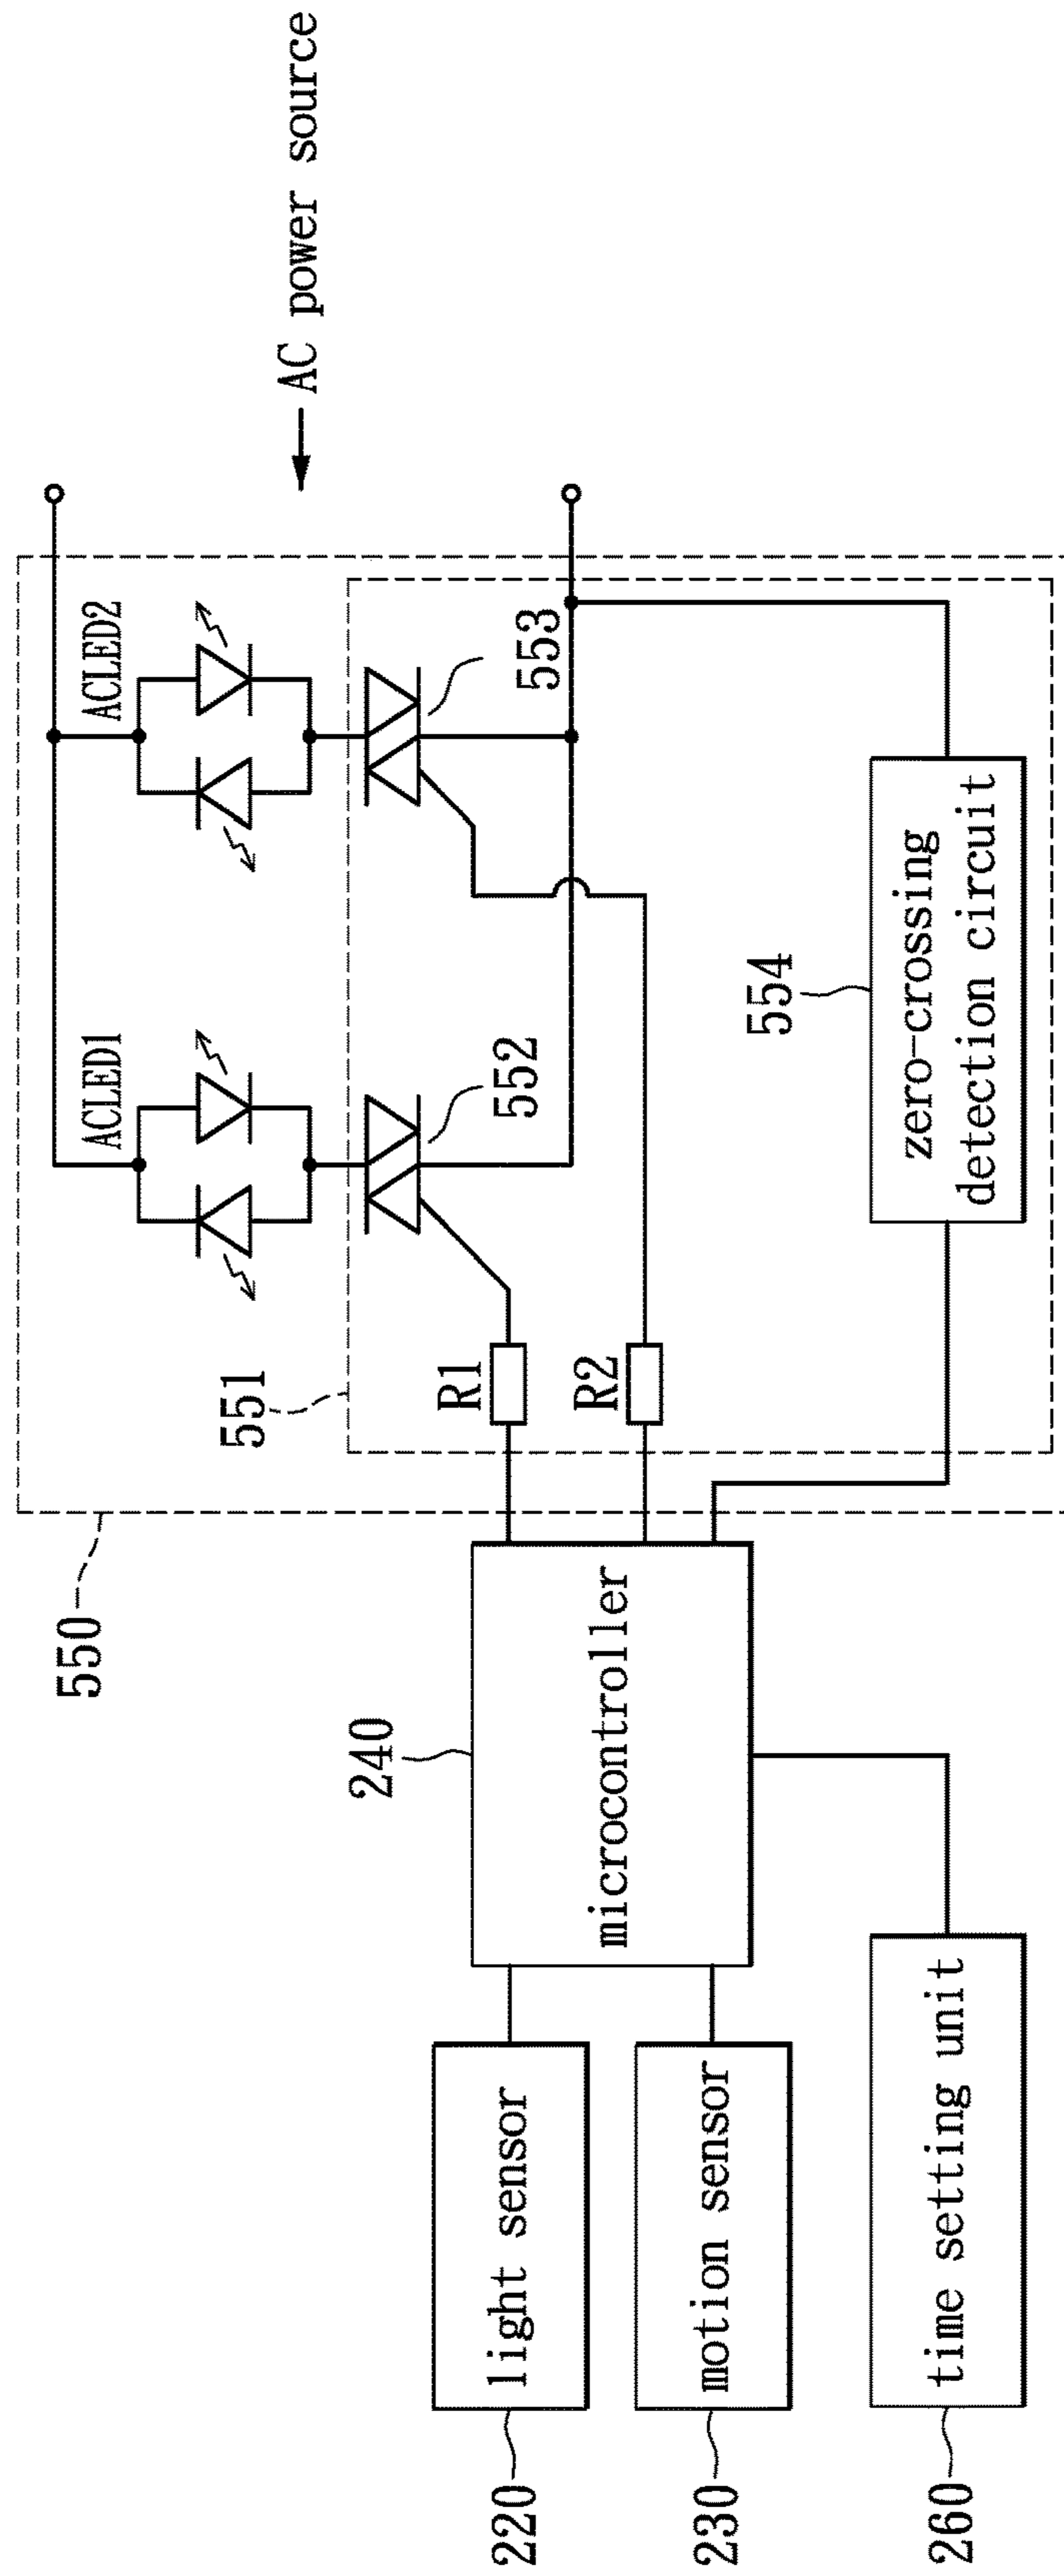 550
551
ACLED1
ACLED2
AC power source
240
R1
552
553
220
light sensor
microcontroller
R2
230
motion sensor
554
zero-crossing
detection circuit
260
time setting unit